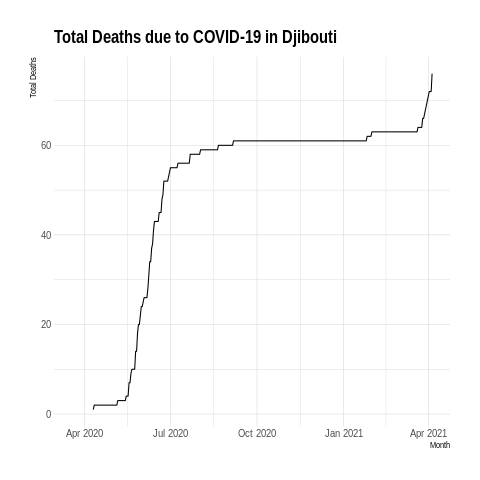 Total Deaths due to COVID-19 in Djibouti
Total Deaths
60
40
20
0
Apr 2020 Jul 2020 Oct 2020 Jan 2021 Apr 2021
Month